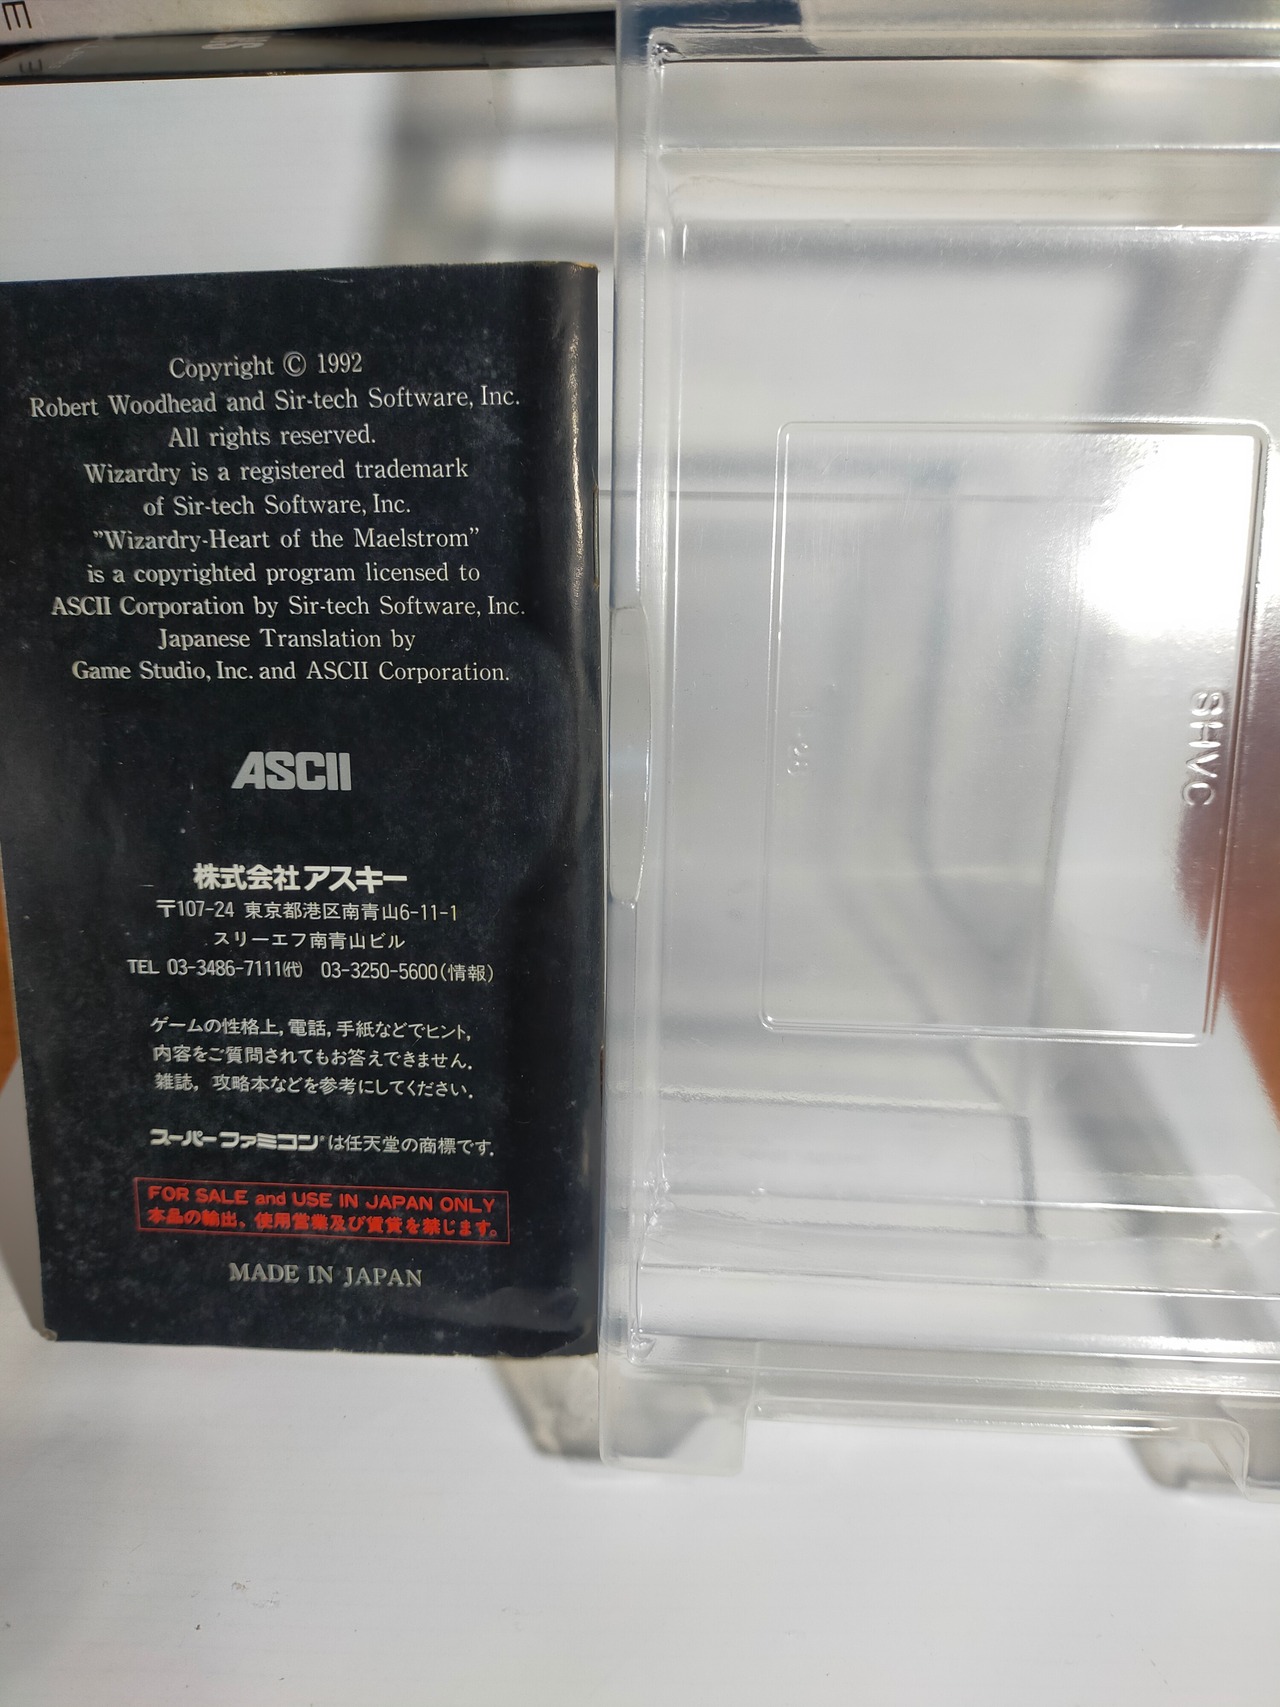 Copyright © 1992
Robert Woodhead and Sir-tech Software, Inc.
All rights reserved.
Wizardry is a registered trademark
of Sir-tech Software, Inc.
"Wizardry-Heart of the Maelstrom"
is a copyrighted program licensed to
ASCII Corporation by Sir-tech Software, Inc.
Japanese Translation by
Game Studio, Inc. and ASCII Corporation.
ASCII
株式会社アスキー
〒107-24 東京都港区南青山6-11-1
スリーエフ南青山ビル
TEL 03-3486-7111㈹ 03-3250-5600(情報)
ゲームの性格上, 電話, 手紙などでヒント,
内容をご質問されてもお答えできません.
雑誌, 攻略本などを参考にしてください.
スーパーファミコン®は任天堂の商標です.
FOR SALE and USE IN JAPAN ONLY
本品の輸出、使用営業及び賃貸を禁じます。
MADE IN JAPAN
SHVC